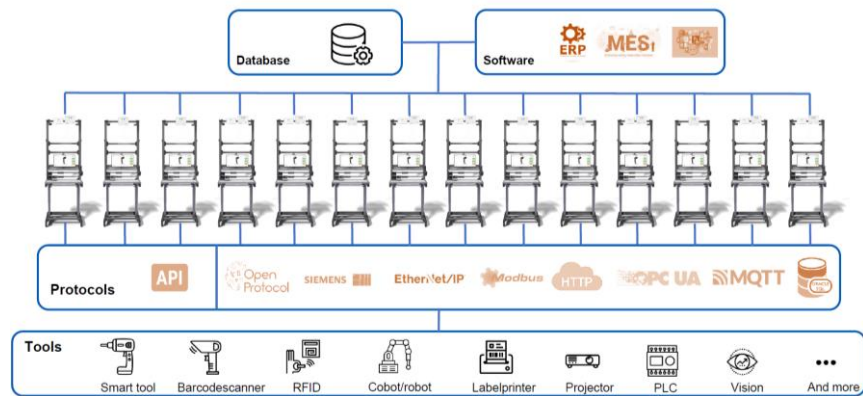 Database
Software
ERP
MES
Protocols
API
Open
Protocol
SIEMENS
EtherNet/IP
Modbus
HTTP
OPC UA
MQTT
SQL
Tools
Smart tool
Barcodescanner
RFID
Cobot/robot
Labelprinter
Projector
PLC
Vision
And more